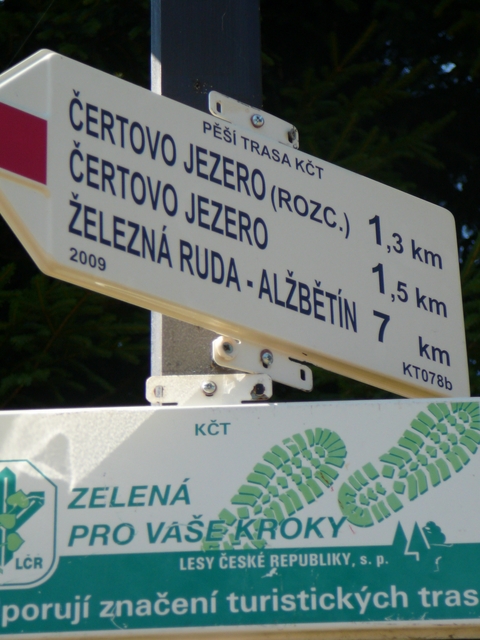 PĚŠÍ TRASA KČT
ČERTOVO JEZERO (ROZC.) 1,3 km
ČERTOVO JEZERO 1,5 km
ŽELEZNÁ RUDA - ALŽBĚTÍN 7 km
2009
KT078b
KČT
ZELENÁ
PRO VAŠE KROKY
LČR
LESY ČESKÉ REPUBLIKY, s. p.
porují značení turistických tras